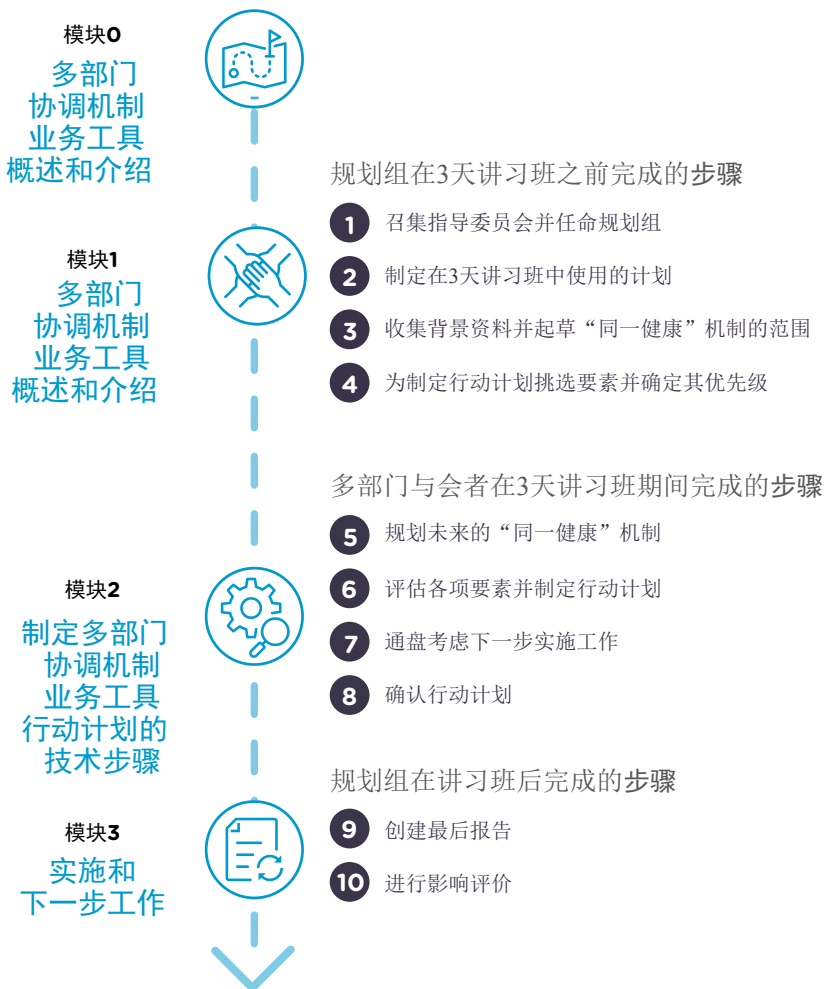 模块0
多部门
协调机制
业务工具
概述和介绍
规划组在3天讲习班之前完成的步骤
模块1
多部门
协调机制
业务工具
概述和介绍
1 召集指导委员会并任命规划组
2 制定在3天讲习班中使用的计划
3 收集背景资料并起草“同一健康”机制的范围
4 为制定行动计划挑选要素并确定其优先级
多部门与会者在3天讲习班期间完成的步骤
模块2
制定多部门
协调机制
业务工具
行动计划的
技术步骤
5 规划未来的“同一健康”机制
6 评估各项要素并制定行动计划
7 通盘考虑下一步实施工作
8 确认行动计划
规划组在讲习班后完成的步骤
模块3
实施和
下一步工作
9 创建最后报告
10 进行影响评价